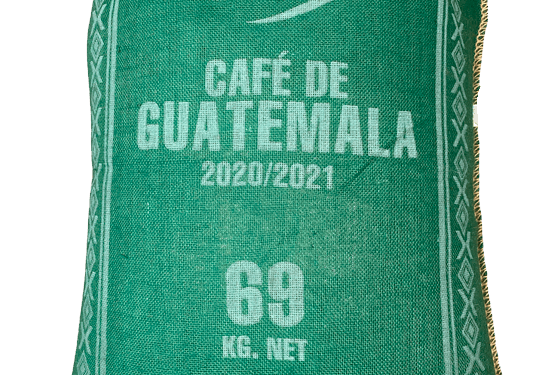 CAFÉ DE
GUATEMALA
2020/2021
69
KG. NET